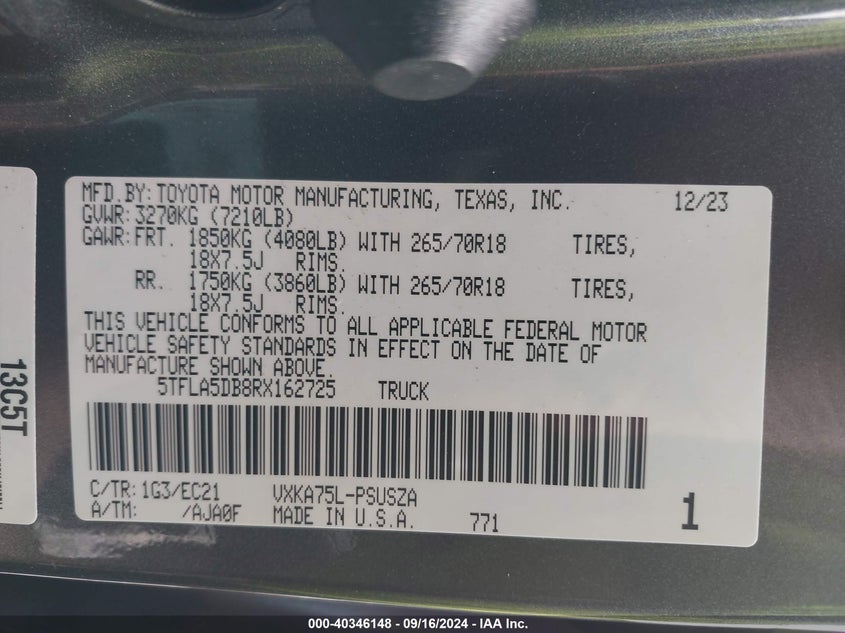 MFD.BY:TOYOTA MOTOR MANUFACTURING, TEXAS, INC. 12/23
GVWR:3270KG (7210LB)
GAWR:FRT. 1850KG (4080LB) WITH 265/70R18 TIRES,
18X7.5J RIMS.
RR. 1750KG (3860LB) WITH 265/70R18 TIRES,
18X7.5J RIMS.
THIS VEHICLE CONFORMS TO ALL APPLICABLE FEDERAL MOTOR
VEHICLE SAFETY STANDARDS IN EFFECT ON THE DATE OF
MANUFACTURE SHOWN ABOVE.
5TFLA5DB8RX162725 TRUCK
C/TR:1G3/EC21 VXKA75L-PSUSZA
A/TM: /AJA0F MADE IN U.S.A. 771 1
13C5T
000-40346148 - 09/16/2024 - IAA Inc.